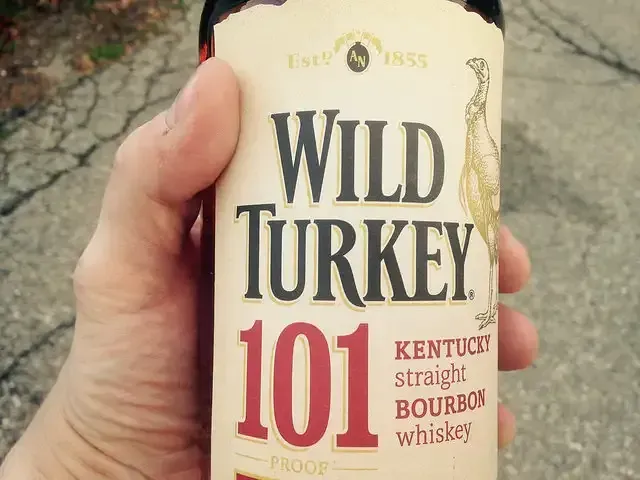 Estd AN 1855
WILD
TURKEY®
101 KENTUCKY
straight
BOURBON
whiskey
PROOF